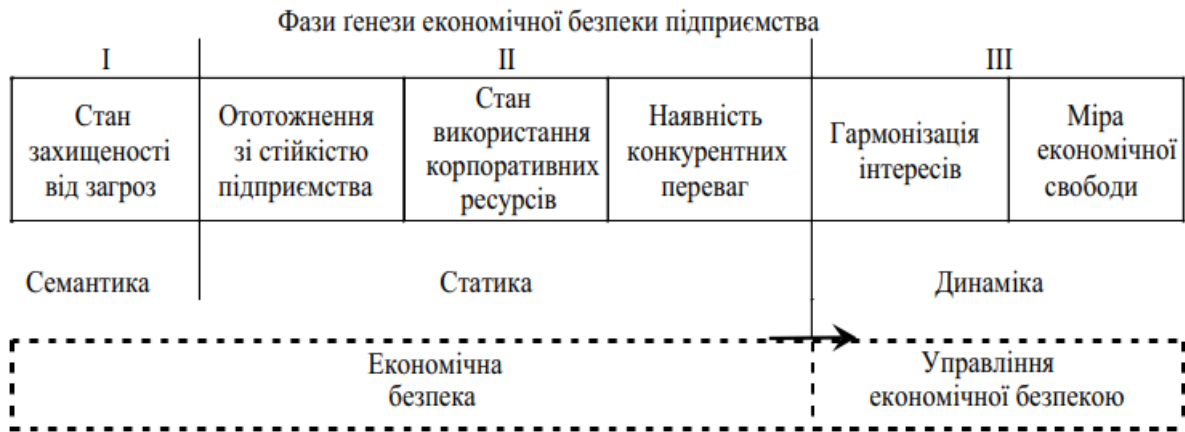 Фази ґенези економічної безпеки підприємства
I II III
Стан
захищеності
від загроз
Ототожнення
зі стійкістю
підприємства
Стан
використання
корпоративних
ресурсів
Наявність
конкурентних
переваг
Гармонізація
інтересів
Міра
економічної
свободи
Семантика Статика Динаміка
Економічна
безпека
Управління
економічної безпекою